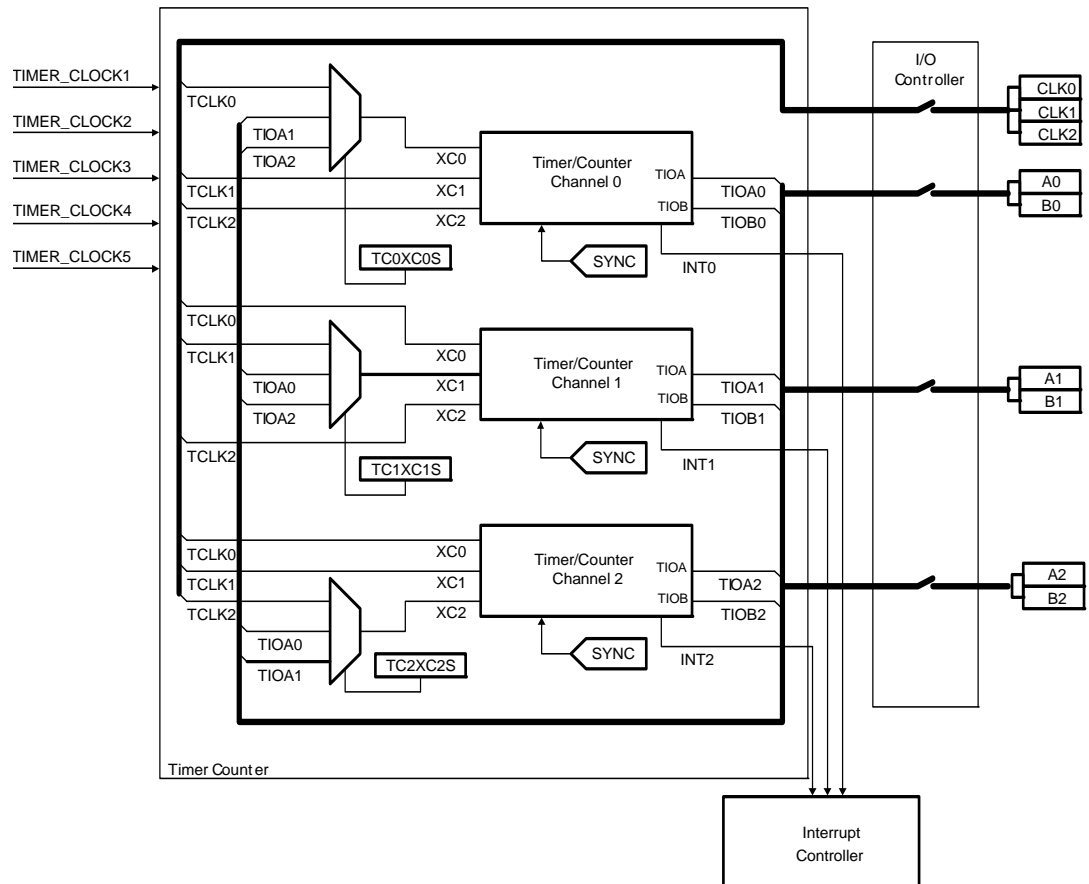 TIMER_CLOCK1
TIMER_CLOCK2
TIMER_CLOCK3
TIMER_CLOCK4
TIMER_CLOCK5
TCLK0
TIOA1
TIOA2
TCLK1
TCLK2
XC0
XC1
XC2
Timer/Counter
Channel 0
TIOA
TIOB
TIOA0
TIOB0
TC0XC0S
SYNC
INT0
TCLK0
TCLK1
TIOA0
TIOA2
TCLK2
XC0
XC1
XC2
Timer/Counter
Channel 1
TIOA
TIOB
TIOA1
TIOB1
TC1XC1S
SYNC
INT1
TCLK0
TCLK1
TCLK2
TIOA0
TIOA1
XC0
XC1
XC2
Timer/Counter
Channel 2
TIOA
TIOB
TIOA2
TIOB2
TC2XC2S
SYNC
INT2
Timer Counter
I/O
Controller
CLK0
CLK1
CLK2
A0
B0
A1
B1
A2
B2
Interrupt
Controller